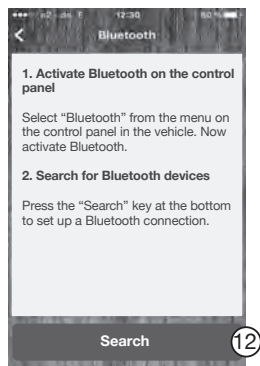 12:30
Bluetooth
1. Activate Bluetooth on the control
panel
Select “Bluetooth” from the menu on
the control panel in the vehicle. Now
activate Bluetooth.
2. Search for Bluetooth devices
Press the “Search” key at the bottom
to set up a Bluetooth connection.
Search
12